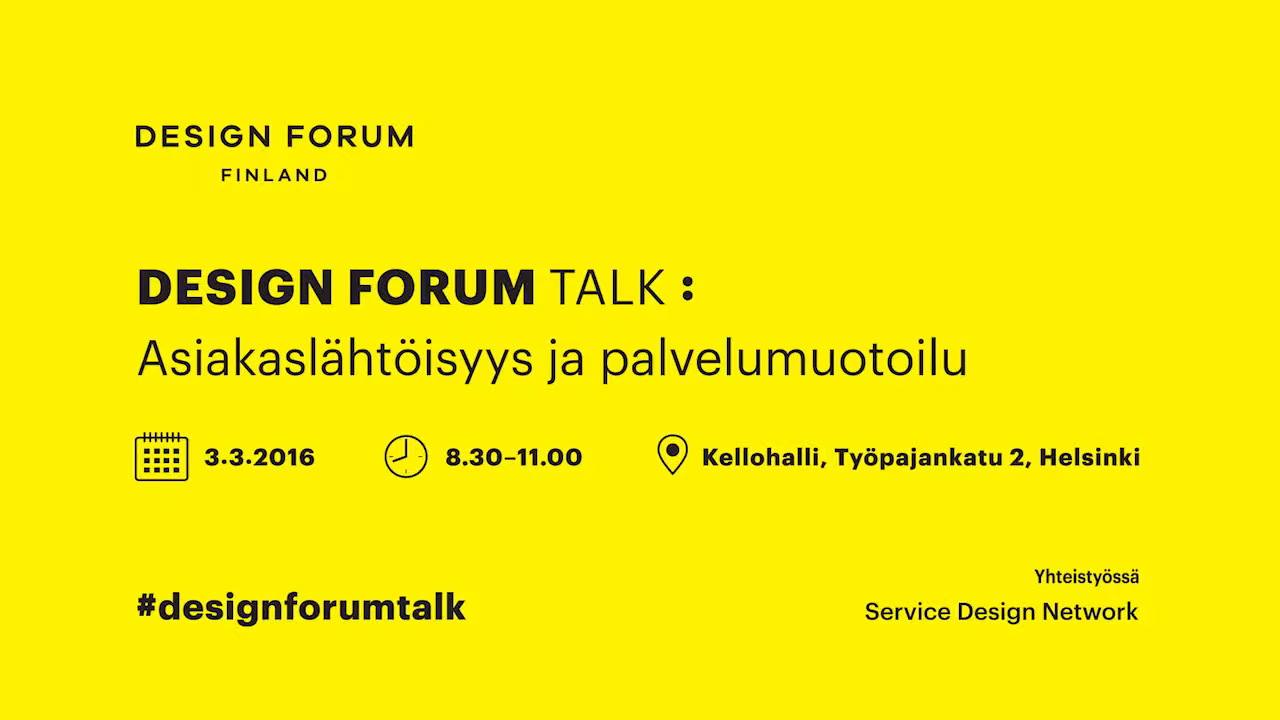 DESIGN FORUM
FINLAND
DESIGN FORUM TALK :
Asiakaslähtöisyys ja palvelumuotoilu
3.3.2016
8.30–11.00
Kellohalli, Työpajankatu 2, Helsinki
#designforumtalk
Yhteistyössä
Service Design Network